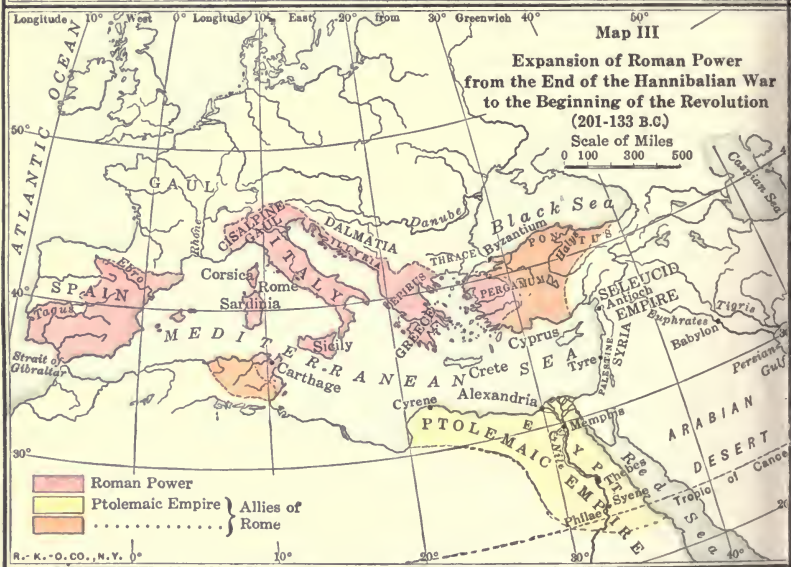 Longitude 10° West 0° Longitude 10° East 20° from 30° Greenwich 40° 50°
Map III
Expansion of Roman Power
from the End of the Hannibalian War
to the Beginning of the Revolution
(201-133 B.C.)
Scale of Miles
0 100 300 500
ATLANTIC OCEAN
50°
GAUL
Rhône
CISALPINE GAUL
DALMATIA
ILLYRIA
Danube
Black Sea
Caspian Sea
THRACE
Byzantium
PONTUS
Halys
Ebro
Corsica
ITALY
Rome
SPAIN
40°
Tagus
Sardinia
EPIRUS
PERGAMUM
SELEUCID EMPIRE
Antioch
Tigris
Euphrates
Babylon
SYRIA
GREECE
Sicily
Cyprus
MEDITERRANEAN SEA
Strait of Gibraltar
Carthage
Crete
Tyre
PALESTINE
Persian Gulf
Cyrene
Alexandria
Memphis
ARABIAN DESERT
PTOLEMAIC EMPIRE
EGYPT
Nile
Thebes
Red Sea
30°
Syene
Philae
Tropic of Cance
Roman Power
Ptolemaic Empire
Allies of Rome
R.-K.-O.CO., N.Y. 0° 10° 20° 30° 40°
20